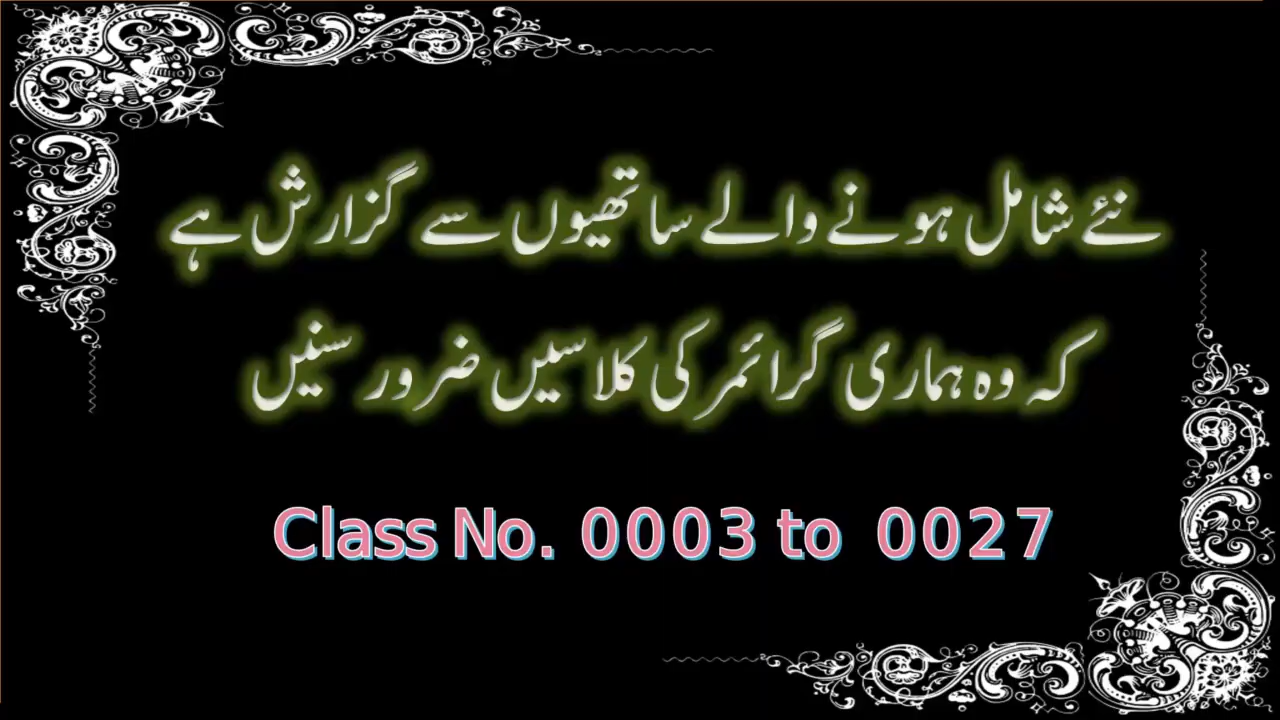 نئے شامل ہونے والے ساتھیوں سے گزارش ہے
کہ وہ ہماری گرائمر کی کلاسیں ضرور سنیں
Class No. 0003 to 0027